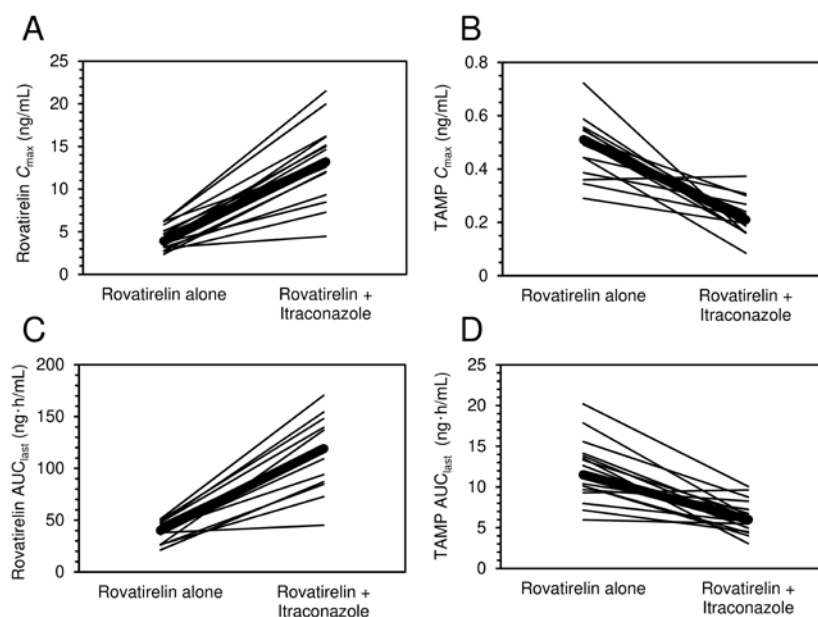 A
Rovatirelin Cmax (ng/mL)
25
20
15
10
5
0
Rovatirelin alone
Rovatirelin +
Itraconazole
B
TAMP Cmax (ng/mL)
0.8
0.6
0.4
0.2
0
Rovatirelin alone
Rovatirelin +
Itraconazole
C
Rovatirelin AUClast (ng·h/mL)
200
150
100
50
0
Rovatirelin alone
Rovatirelin +
Itraconazole
D
TAMP AUClast (ng·h/mL)
25
20
15
10
5
0
Rovatirelin alone
Rovatirelin +
Itraconazole